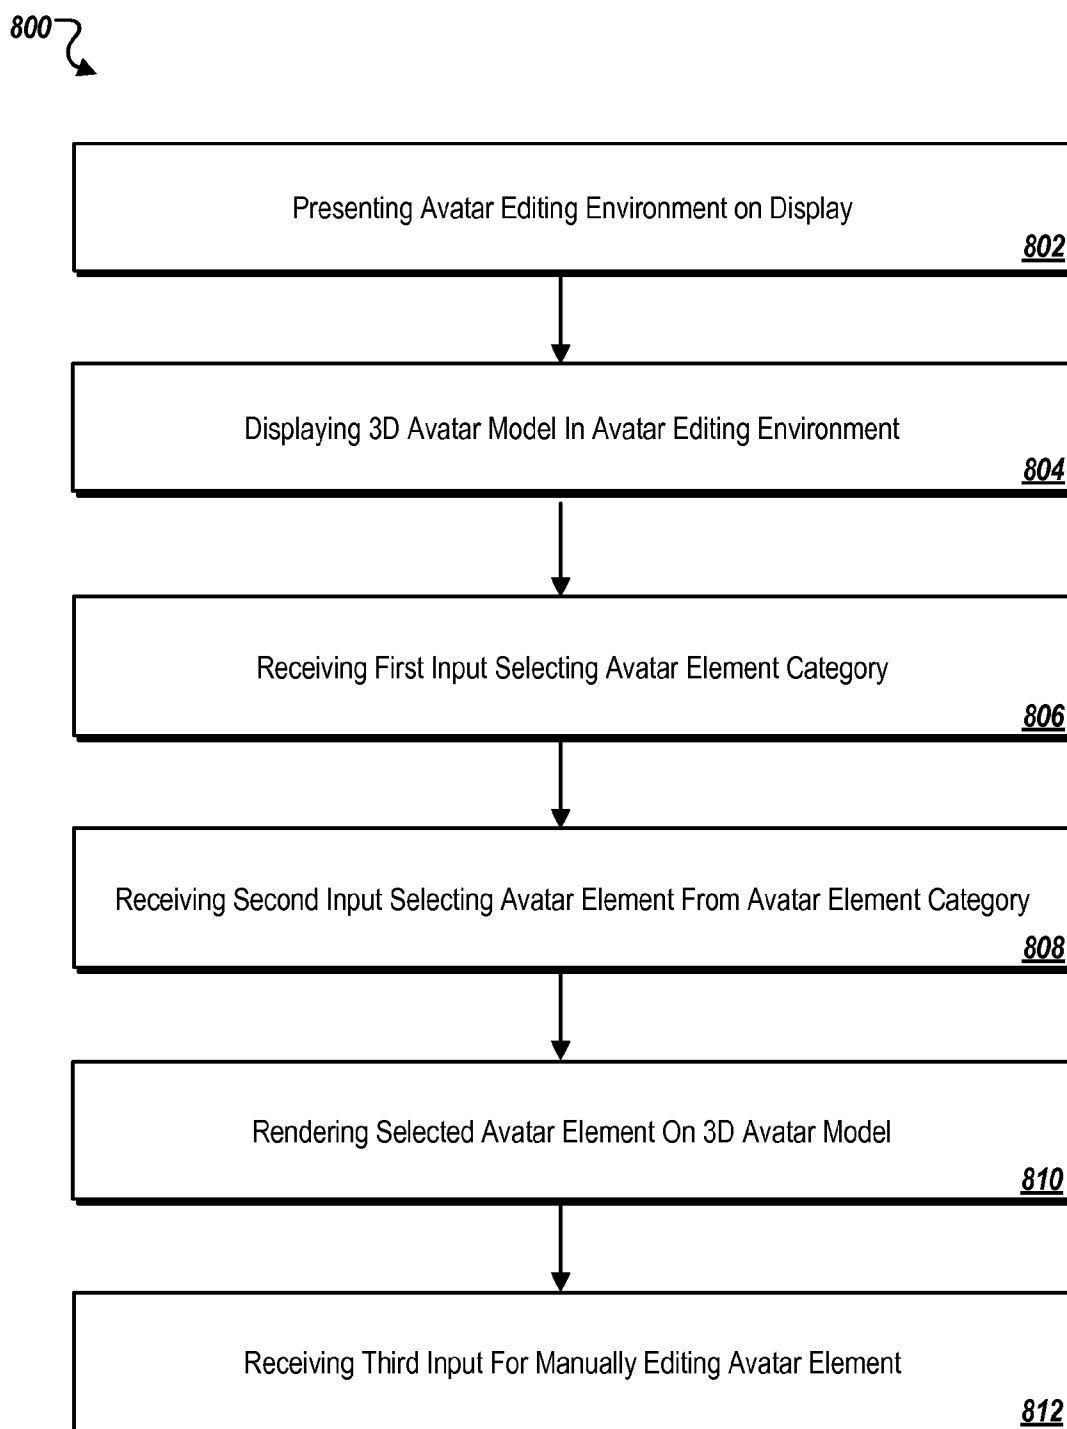 800
Presenting Avatar Editing Environment on Display
802
Displaying 3D Avatar Model In Avatar Editing Environment
804
Receiving First Input Selecting Avatar Element Category
806
Receiving Second Input Selecting Avatar Element From Avatar Element Category
808
Rendering Selected Avatar Element On 3D Avatar Model
810
Receiving Third Input For Manually Editing Avatar Element
812